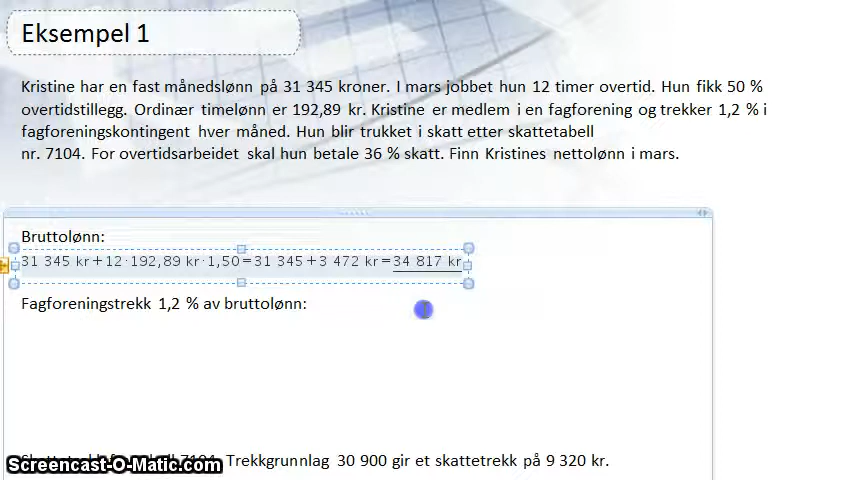 Eksempel 1
Kristine har en fast månedslønn på 31 345 kroner. I mars jobbet hun 12 timer overtid. Hun fikk 50 %
overtidstillegg. Ordinær timelønn er 192,89 kr. Kristine er medlem i en fagforening og trekker 1,2 % i
fagforeningskontingent hver måned. Hun blir trukket i skatt etter skattetabell
nr. 7104. For overtidsarbeidet skal hun betale 36 % skatt. Finn Kristines nettolønn i mars.
Bruttolønn:
31 345 kr+12·192,89 kr·1,50=31 345+3 472 kr=34 817 kr
Fagforeningstrekk 1,2 % av bruttolønn:
Trekkgrunnlag 30 900 gir et skattetrekk på 9 320 kr.
Screencast-O-Matic.com